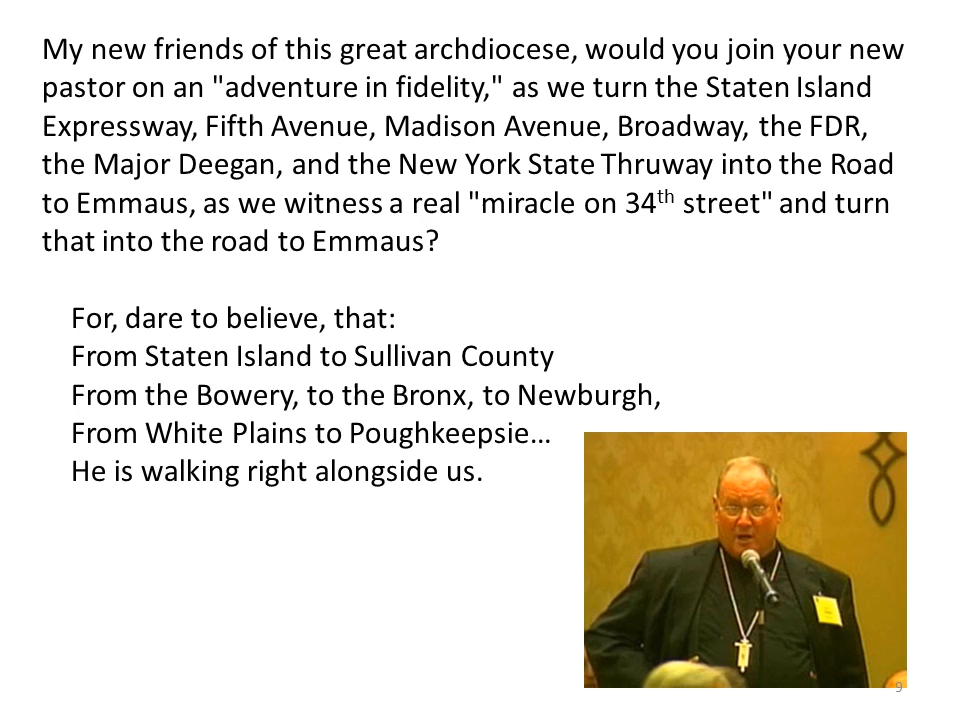 My new friends of this great archdiocese, would you join your new
pastor on an "adventure in fidelity," as we turn the Staten Island
Expressway, Fifth Avenue, Madison Avenue, Broadway, the FDR,
the Major Deegan, and the New York State Thruway into the Road
to Emmaus, as we witness a real "miracle on 34th street" and turn
that into the road to Emmaus?
For, dare to believe, that:
From Staten Island to Sullivan County
From the Bowery, to the Bronx, to Newburgh,
From White Plains to Poughkeepsie…
He is walking right alongside us.
9